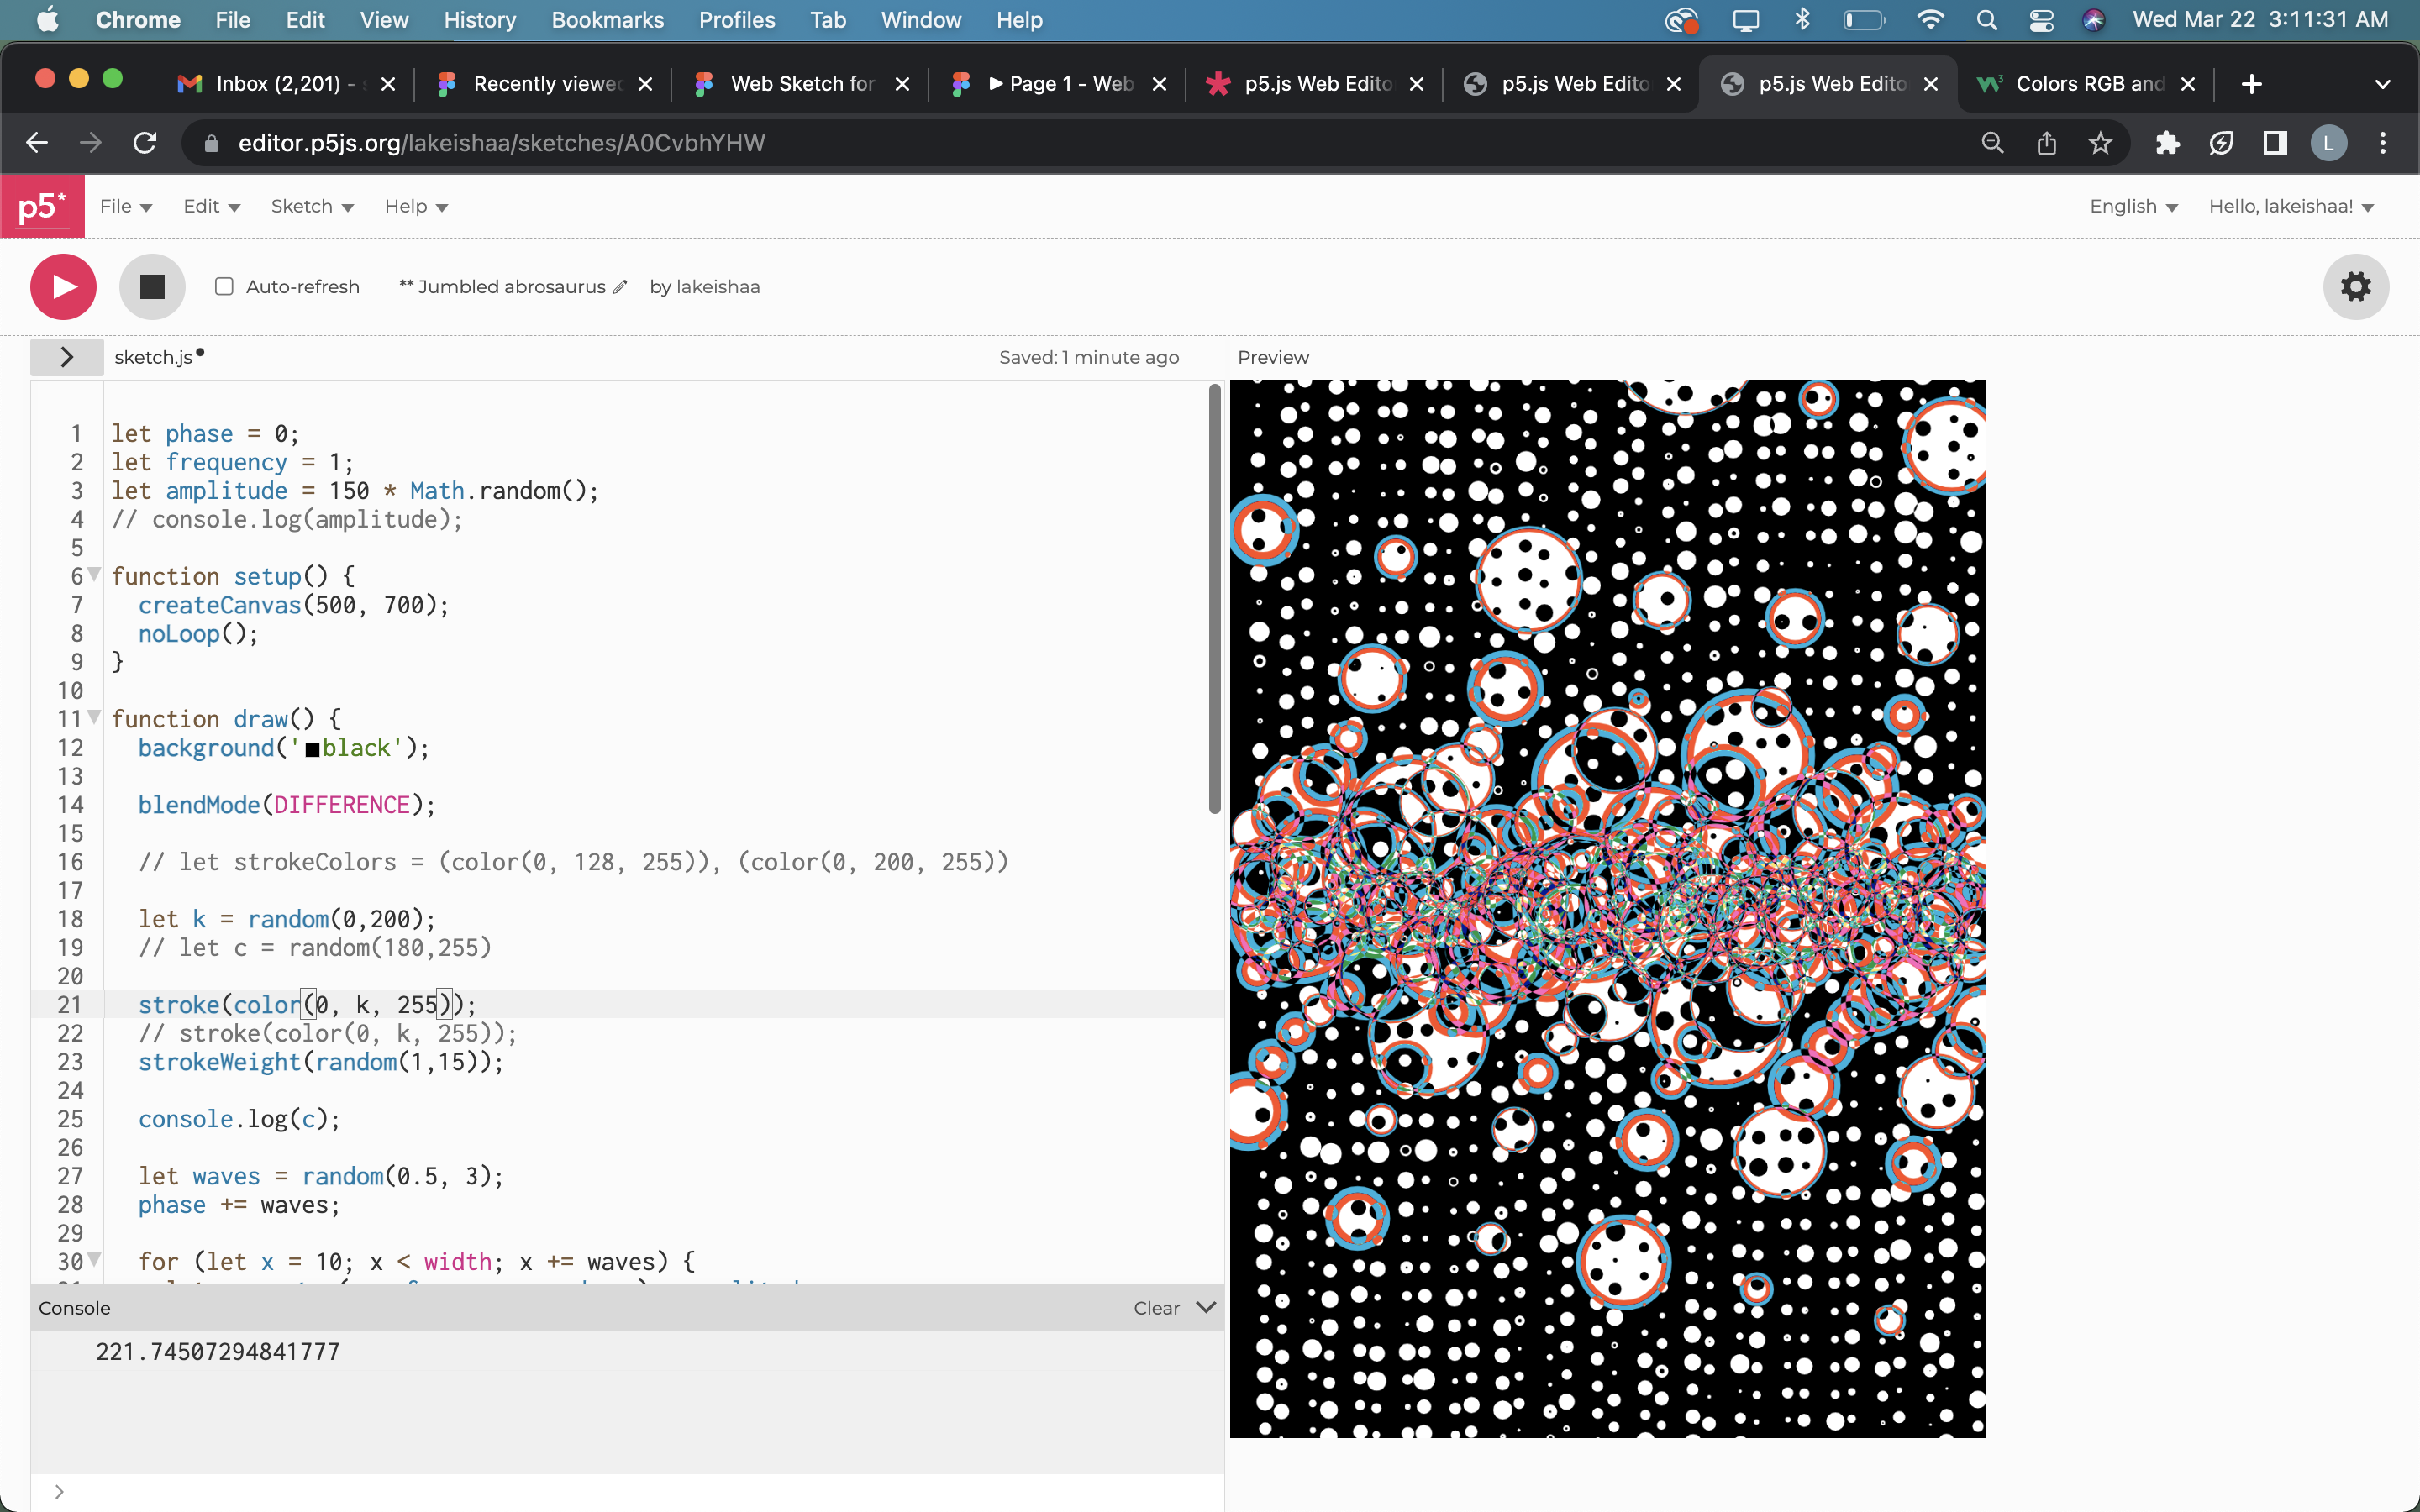 Chrome File Edit View History Bookmarks Profiles Tab Window Help Wed Mar 22 3:11:31 AM
Inbox (2,201) - Recently viewed Web Sketch for Page 1 - Web p5.js Web Edito p5.js Web Edito p5.js Web Edito Colors RGB and
editor.p5js.org/lakeishaa/sketches/A0CvbhYHW L
p5* File Edit Sketch Help English Hello, lakeishaa!
Auto-refresh ** Jumbled abrosaurus by lakeishaa
sketch.js Saved: 1 minute ago Preview
1 let phase = 0;
2 let frequency = 1;
3 let amplitude = 150 * Math.random();
4 // console.log(amplitude);
5
6 function setup() {
7 createCanvas(500, 700);
8 noLoop();
9 }
10
11 function draw() {
12 background('black');
13
14 blendMode(DIFFERENCE);
15
16 // let strokeColors = (color(0, 128, 255)), (color(0, 200, 255))
17
18 let k = random(0,200);
19 // let c = random(180,255)
20
21 stroke(color(0, k, 255));
22 // stroke(color(0, k, 255));
23 strokeWeight(random(1,15));
24
25 console.log(c);
26
27 let waves = random(0.5, 3);
28 phase += waves;
29
30 for (let x = 10; x < width; x += waves) {
Console Clear
221.74507294841777